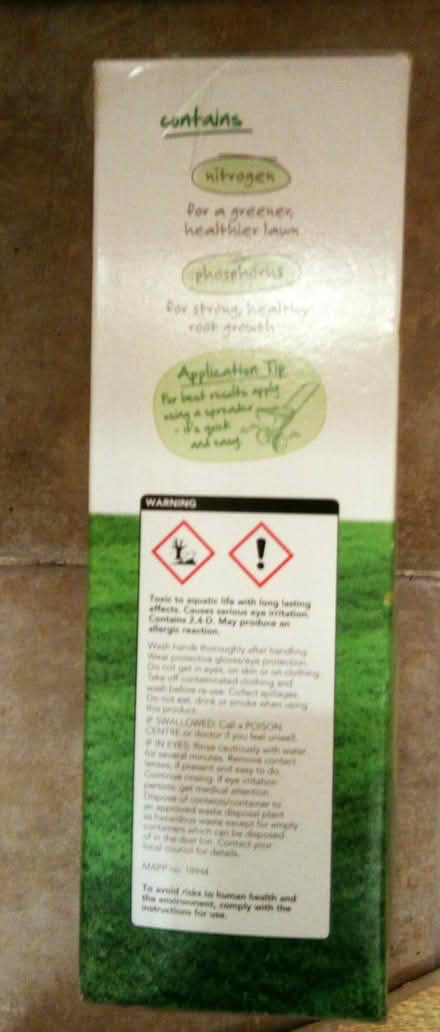 contains
nitrogen
for a greener,
healthier lawn
phosphorus
for strong, healthy
root growth
Application Tip
For best results apply
using a spreader
- it's quick
and easy
WARNING
Toxic to aquatic life with long lasting
effects. Causes serious eye irritation.
Contains 2,4-D. May produce an
allergic reaction.
Wash hands thoroughly after handling.
Wear protective gloves/eye protection.
Do not get in eyes, on skin or on clothing.
Take off contaminated clothing and
wash before re-use. Collect spillages.
Do not eat, drink or smoke when using
this product.
IF SWALLOWED: Call a POISON
CENTRE or doctor if you feel unwell.
IF IN EYES: Rinse cautiously with water
for several minutes. Remove contact
lenses, if present and easy to do.
Continue rinsing. If eye irritation
persists: get medical attention.
Dispose of contents/container to
an approved waste disposal plant
as hazardous waste except for empty
containers which can be disposed
of in the dust bin. Contact your
local council for details.
MAPP no.
To avoid risks to human health and
the environment, comply with the
instructions for use.